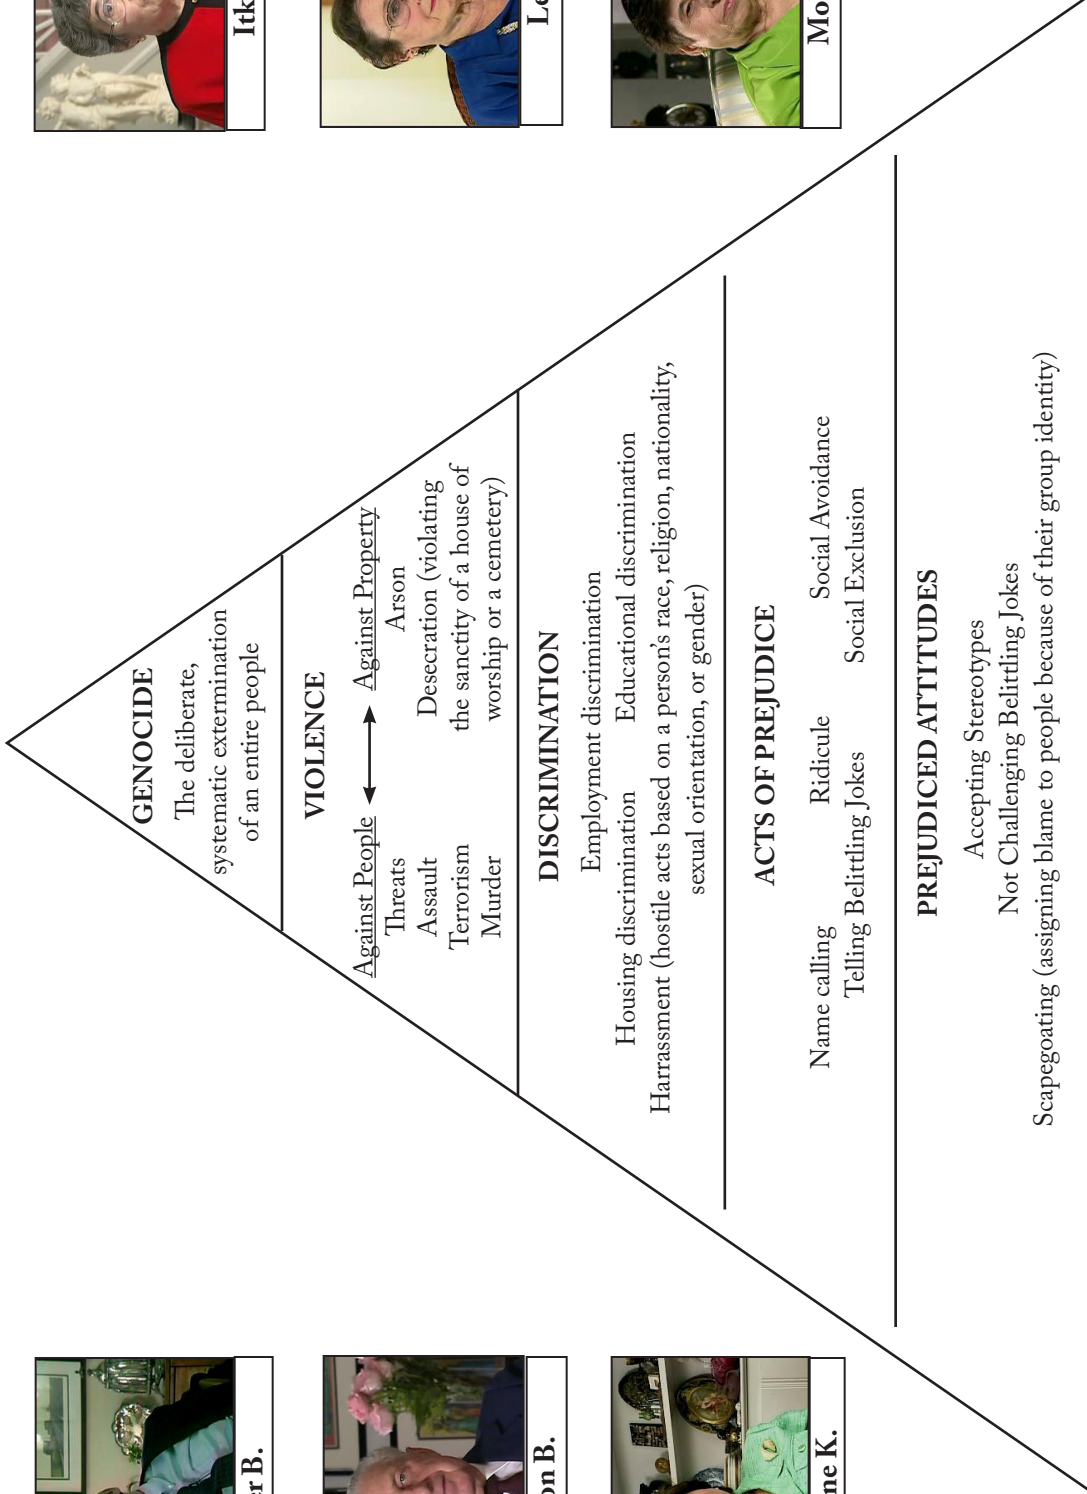 GENOCIDE
The deliberate,
systematic extermination
of an entire people
VIOLENCE
Against People Against Property
Threats Arson
Assault Desecration (violating
Terrorism the sanctity of a house of
Murder worship or a cemetery)
DISCRIMINATION
Employment discrimination
Housing discrimination Educational discrimination
Harrassment (hostile acts based on a person's race, religion, nationality,
sexual orientation, or gender)
ACTS OF PREJUDICE
Name calling Ridicule Social Avoidance
Telling Belittling Jokes Social Exclusion
PREJUDICED ATTITUDES
Accepting Stereotypes
Not Challenging Belittling Jokes
Scapegoating (assigning blame to people because of their group identity)
B.
B.
K.